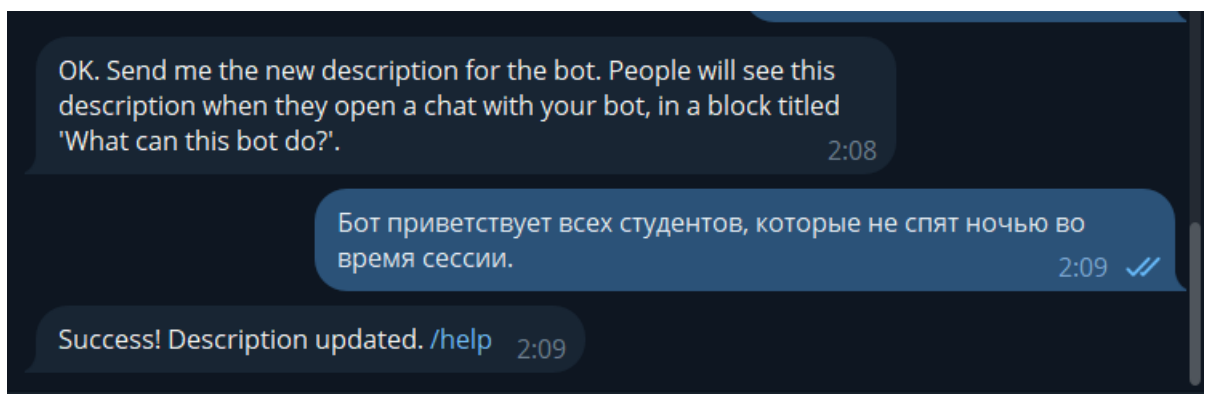 OK. Send me the new description for the bot. People will see this
description when they open a chat with your bot, in a block titled
'What can this bot do?'.
2:08
Бот приветствует всех студентов, которые не спят ночью во
время сессии.
2:09
Success! Description updated. /help 2:09